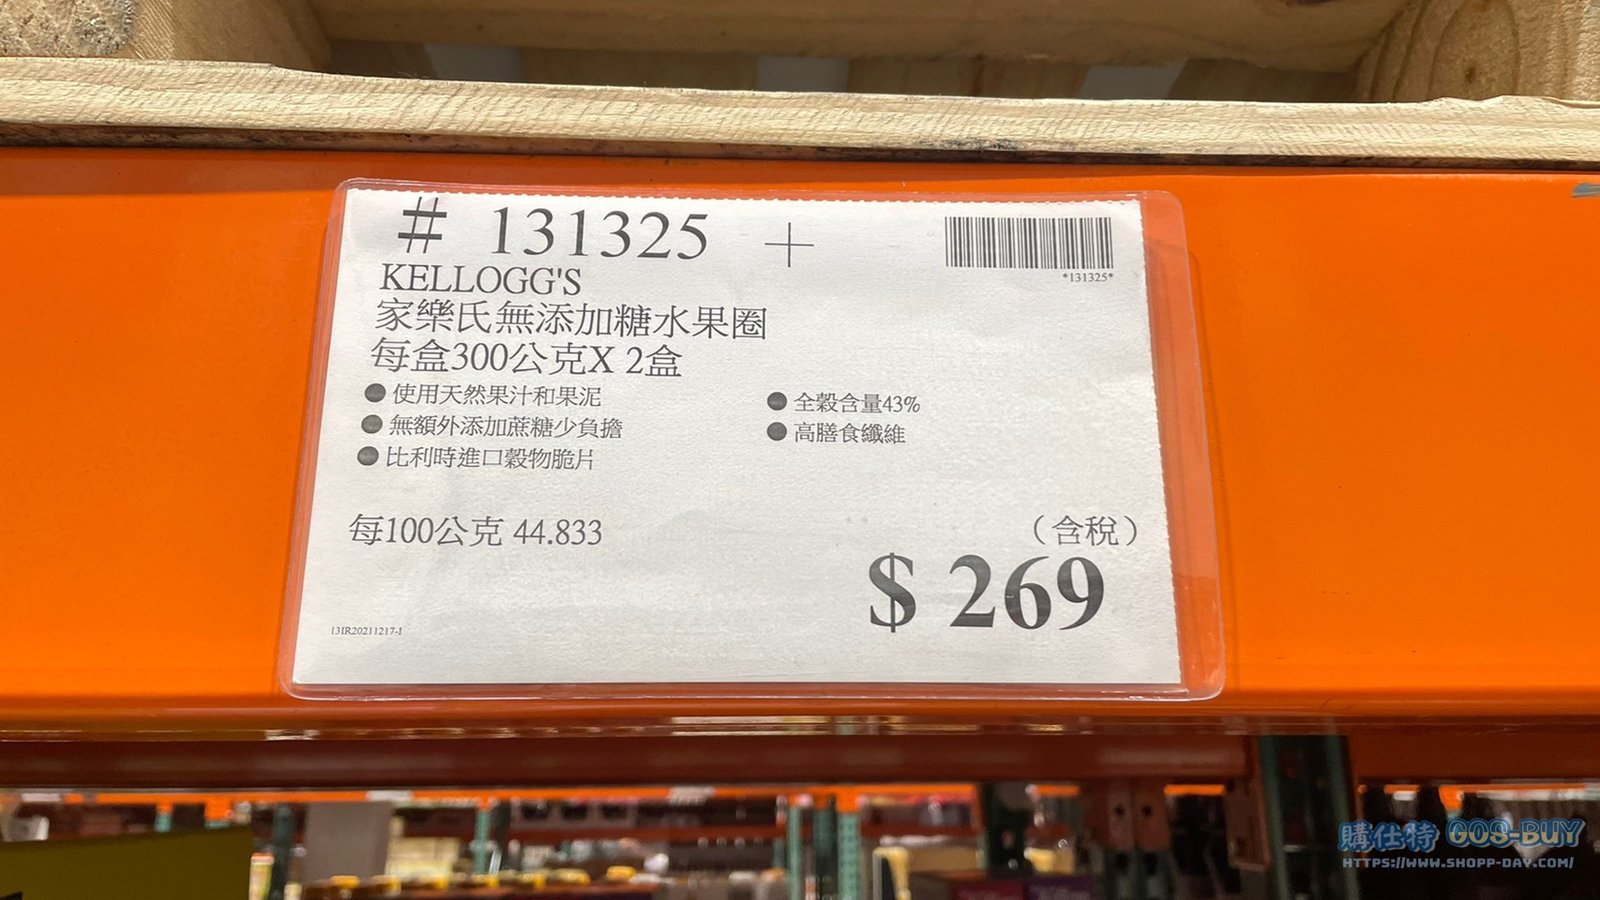 # 131325 +
*131325*
KELLOGG'S
家樂氏無添加糖水果圈
每盒300公克X 2盒
●使用天然果汁和果泥
●無額外添加蔗糖少負擔
●比利時進口穀物脆片
●全穀含量43%
●高膳食纖維
每100公克 44.833
（含稅）
$ 269
131R20211217-1
購仕特 GOS-BUY
HTTPS://WWW.SHOPP-DAY.COM/